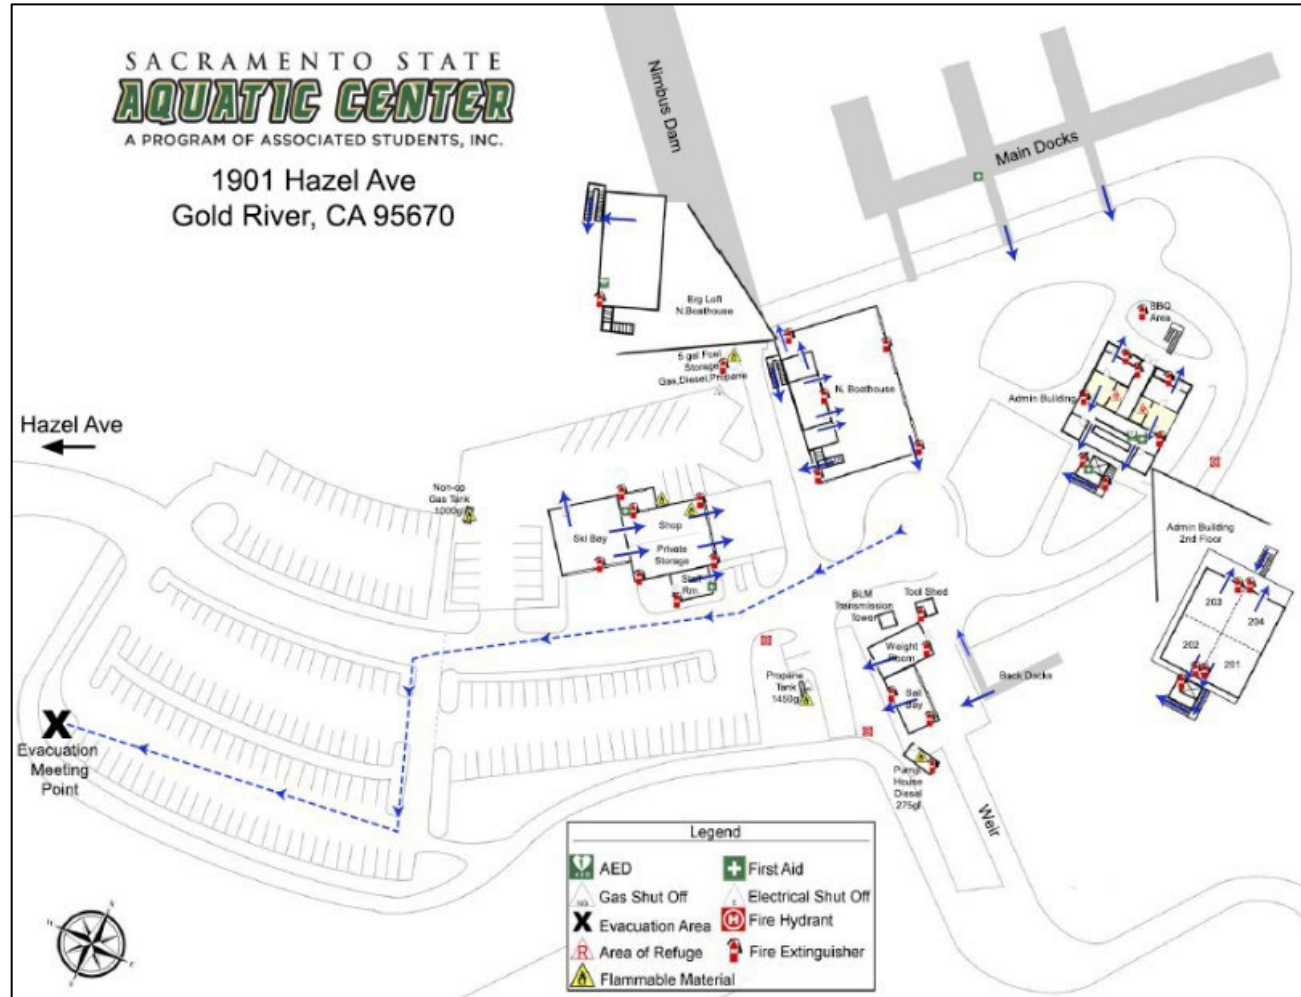 SACRAMENTO STATE
AQUATIC CENTER
A PROGRAM OF ASSOCIATED STUDENTS, INC.
1901 Hazel Ave
Gold River, CA 95670
Nimbus Dam
Main Docks
Erg Loft
N.Boathouse
BBQ
Area
5 gal Fuel
Storage
Gas,Diesel,Propane
N. Boathouse
Admin Building
Hazel Ave
Non-op
Gas Tank
1000gl
Ski Bay
Shop
Private
Storage
Staff
Rm.
Admin Building
2nd Floor
203
204
202
201
BLM
Transmission
Tower
Tool Shed
Weight
Room
Sail
Bay
Back Docks
Propane
Tank
1450g
Pump
House
Diesel
275gl
Weir
X
Evacuation
Meeting
Point
Legend
AED
First Aid
Gas Shut Off
Electrical Shut Off
X Evacuation Area
H Fire Hydrant
R Area of Refuge
Fire Extinguisher
Flammable Material